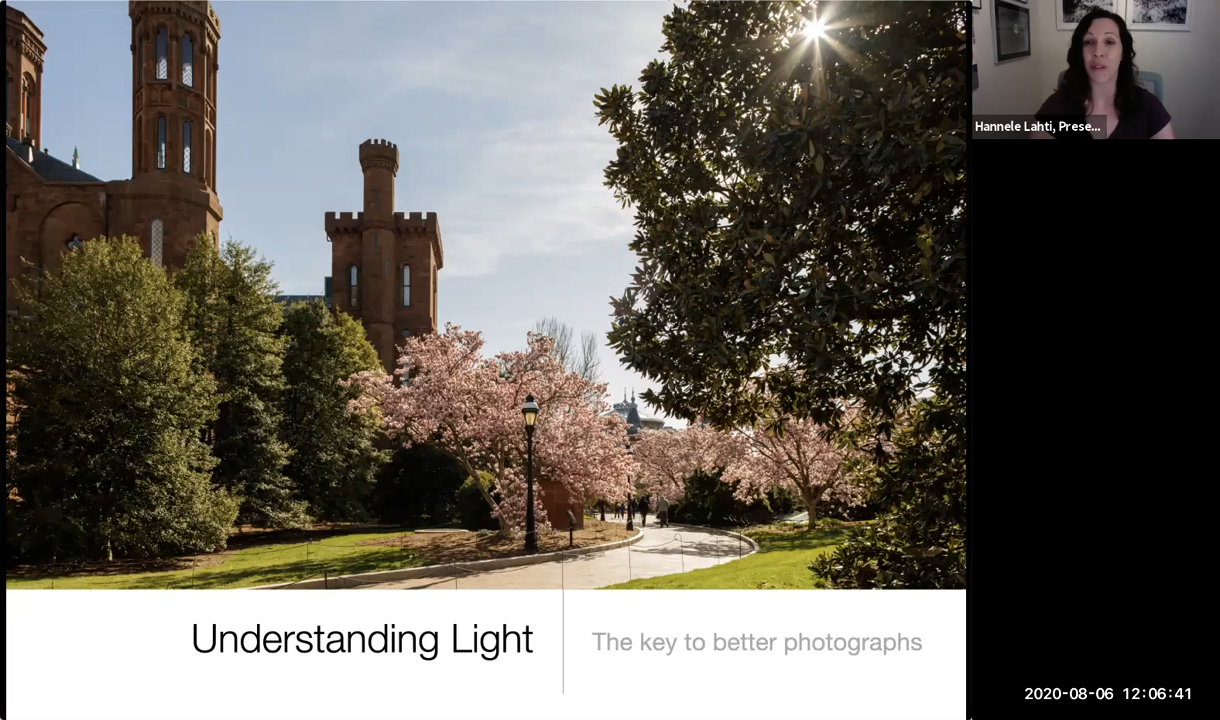 Hannele Lahti, Prese...
Understanding Light
The key to better photographs
2020-08-06 12:06:41